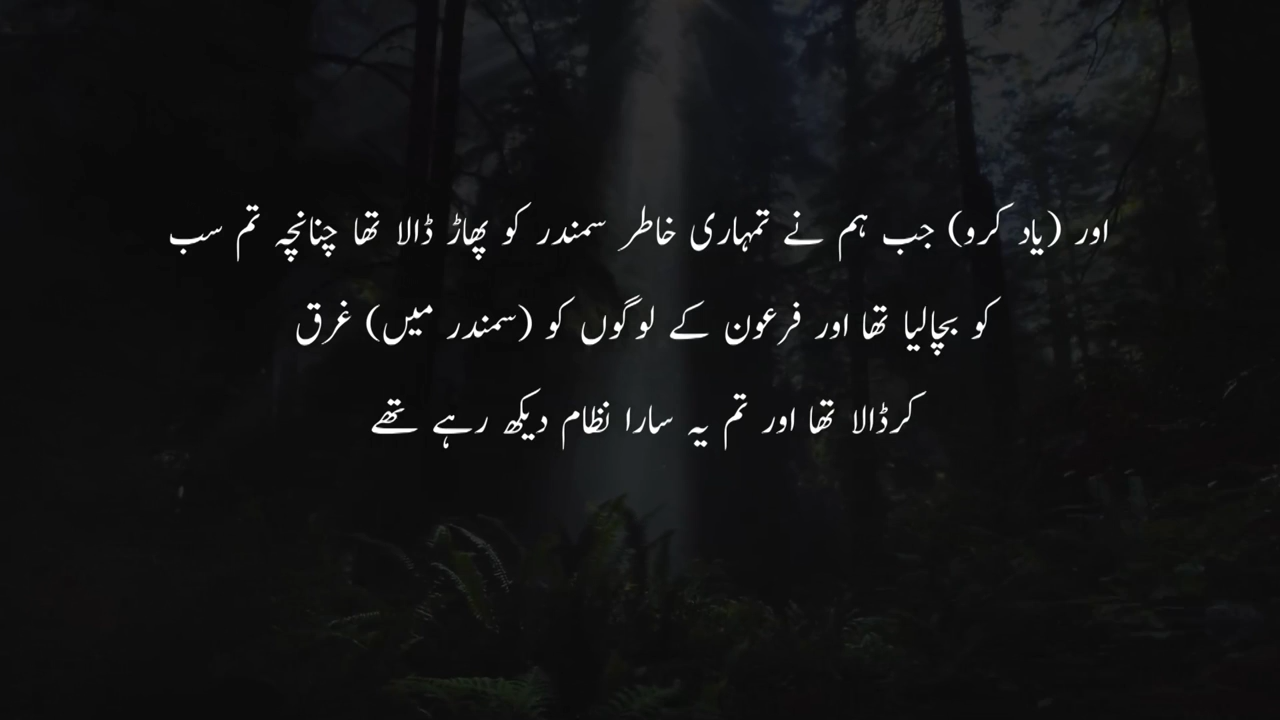 اور (یاد کرو) جب ہم نے تمہاری خاطر سمندر کو پھاڑ ڈالا تھا چنانچہ تم سب
کو بچالیا تھا اور فرعون کے لوگوں کو (سمندر میں) غرق
کرڈالا تھا اور تم یہ سارا نظام دیکھ رہے تھے